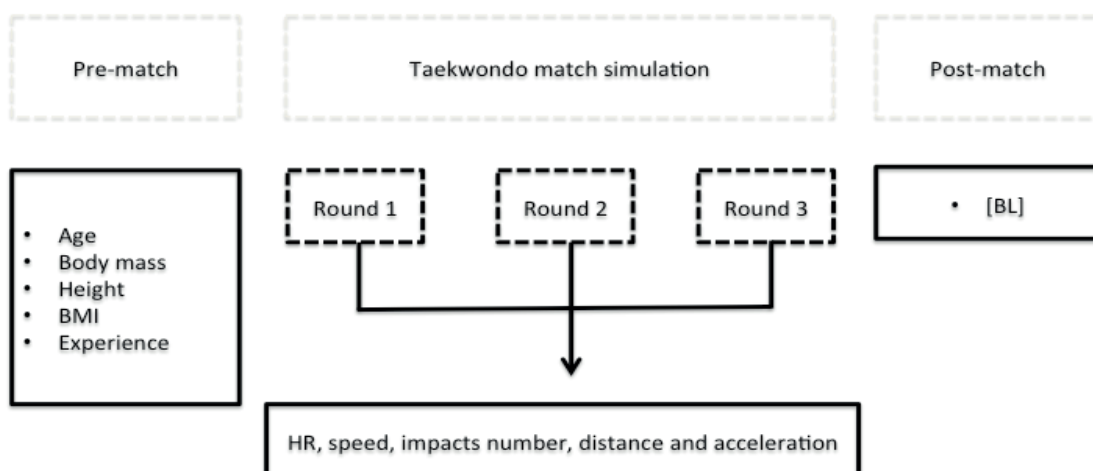 Pre-match
Taekwondo match simulation
Post-match
• Age
• Body mass
• Height
• BMI
• Experience
Round 1
Round 2
Round 3
• [BL]
HR, speed, impacts number, distance and acceleration